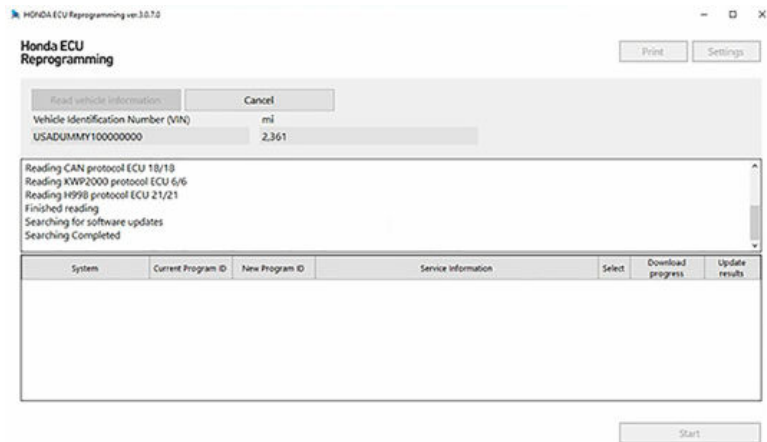 HONDA ECU Reprogramming ver.3.0.7.0
Honda ECU
Reprogramming
Print
Settings
Read vehicle information
Cancel
Vehicle Identification Number (VIN)
mi
USADUMMY100000000
2,361
Reading CAN protocol ECU 18/18
Reading KWP2000 protocol ECU 6/6
Reading H99B protocol ECU 21/21
Finished reading
Searching for software updates
Searching Completed
System
Current Program ID
New Program ID
Service Information
Select
Download
progress
Update
results
Start